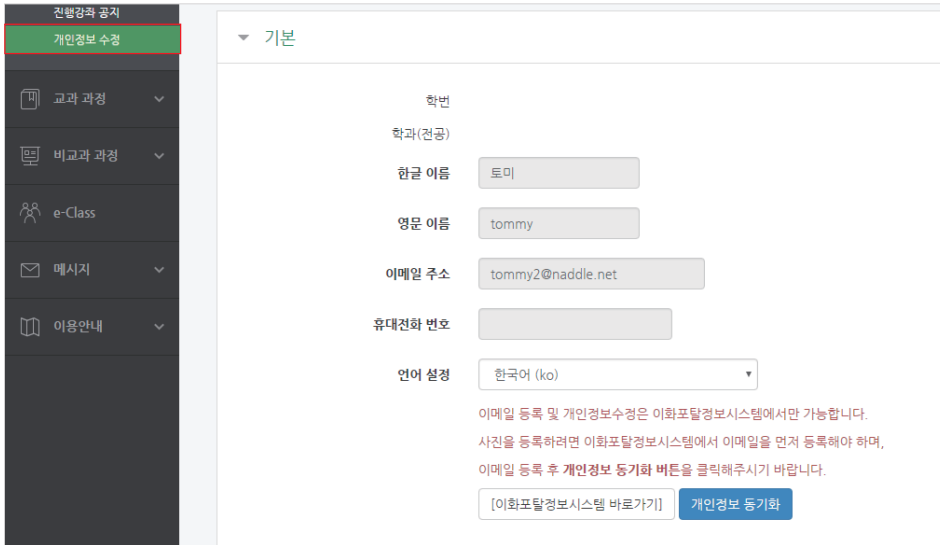 진행강좌 공지
개인정보 수정
교과 과정
비교과 과정
e-Class
메시지
이용안내
기본
학번
학과(전공)
한글 이름 토미
영문 이름 tommy
이메일 주소 tommy2@naddle.net
휴대전화 번호
언어 설정 한국어 (ko)
이메일 등록 및 개인정보수정은 이화포탈정보시스템에서만 가능합니다.
사진을 등록하려면 이화포탈정보시스템에서 이메일을 먼저 등록해야 하며,
이메일 등록 후 개인정보 동기화 버튼을 클릭해주시기 바랍니다.
[이화포탈정보시스템 바로가기] 개인정보 동기화